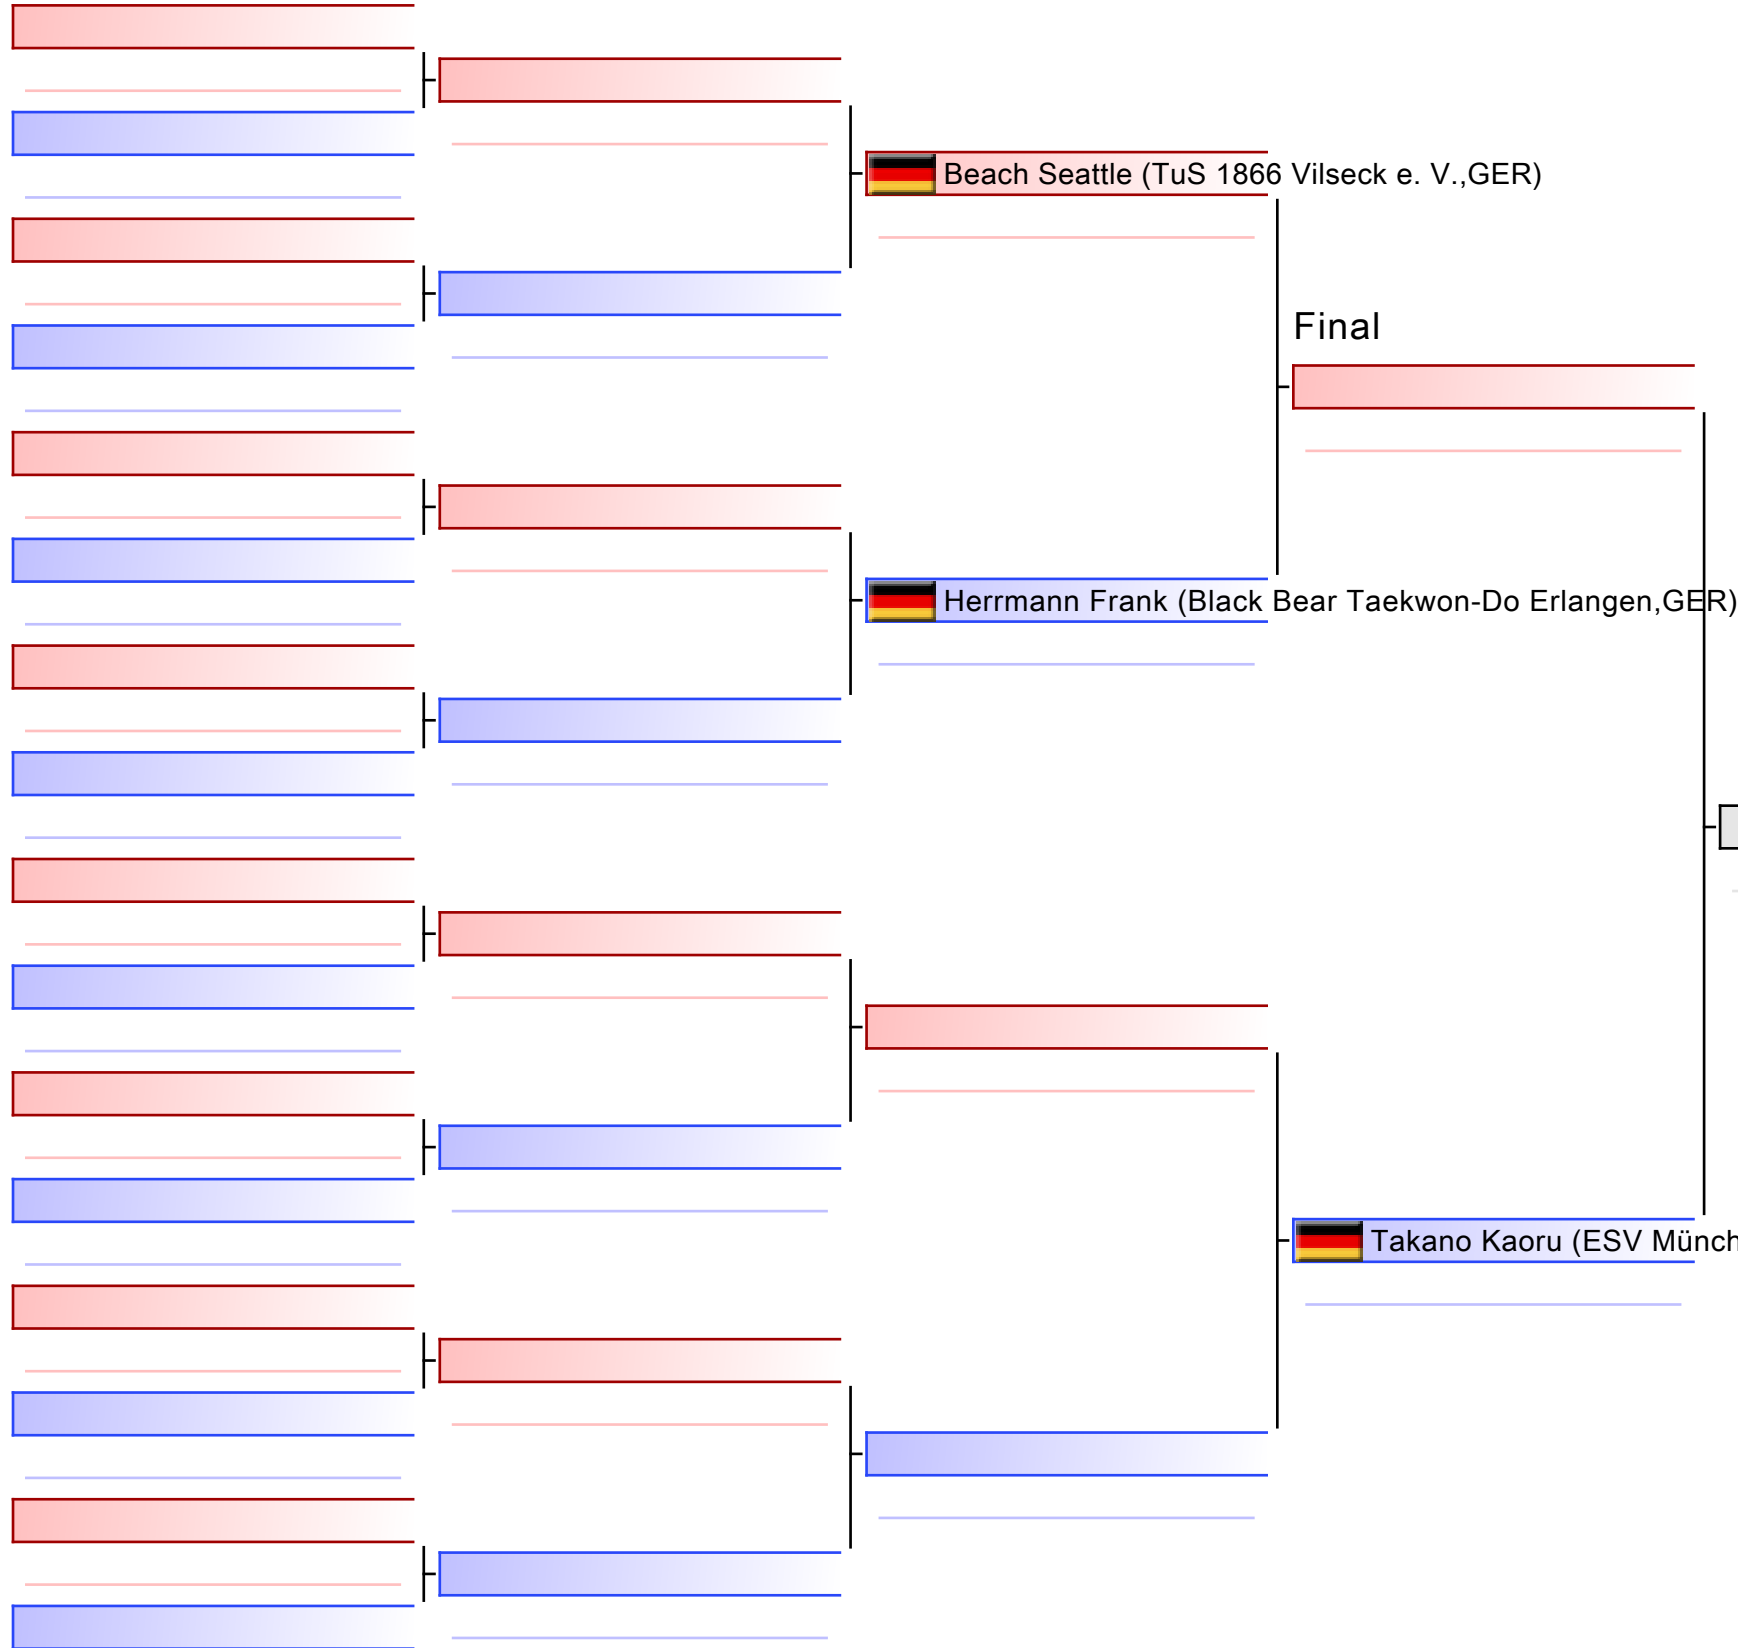 Beach Seattle (TuS 1866 Vilseck e. V.,GER)
Final
Herrmann Frank (Black Bear Taekwon-Do Erlangen,GER)
Takano Kaoru (ESV Münch